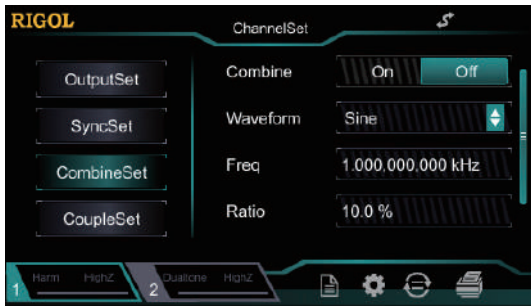 RIGOL
ChannelSet
OutputSet
SyncSet
CombineSet
CoupleSet
Combine On Off
Waveform Sine
Freq 1.000,000,000 kHz
Ratio 10.0 %
1 Harm HighZ
2 Dualtone HighZ